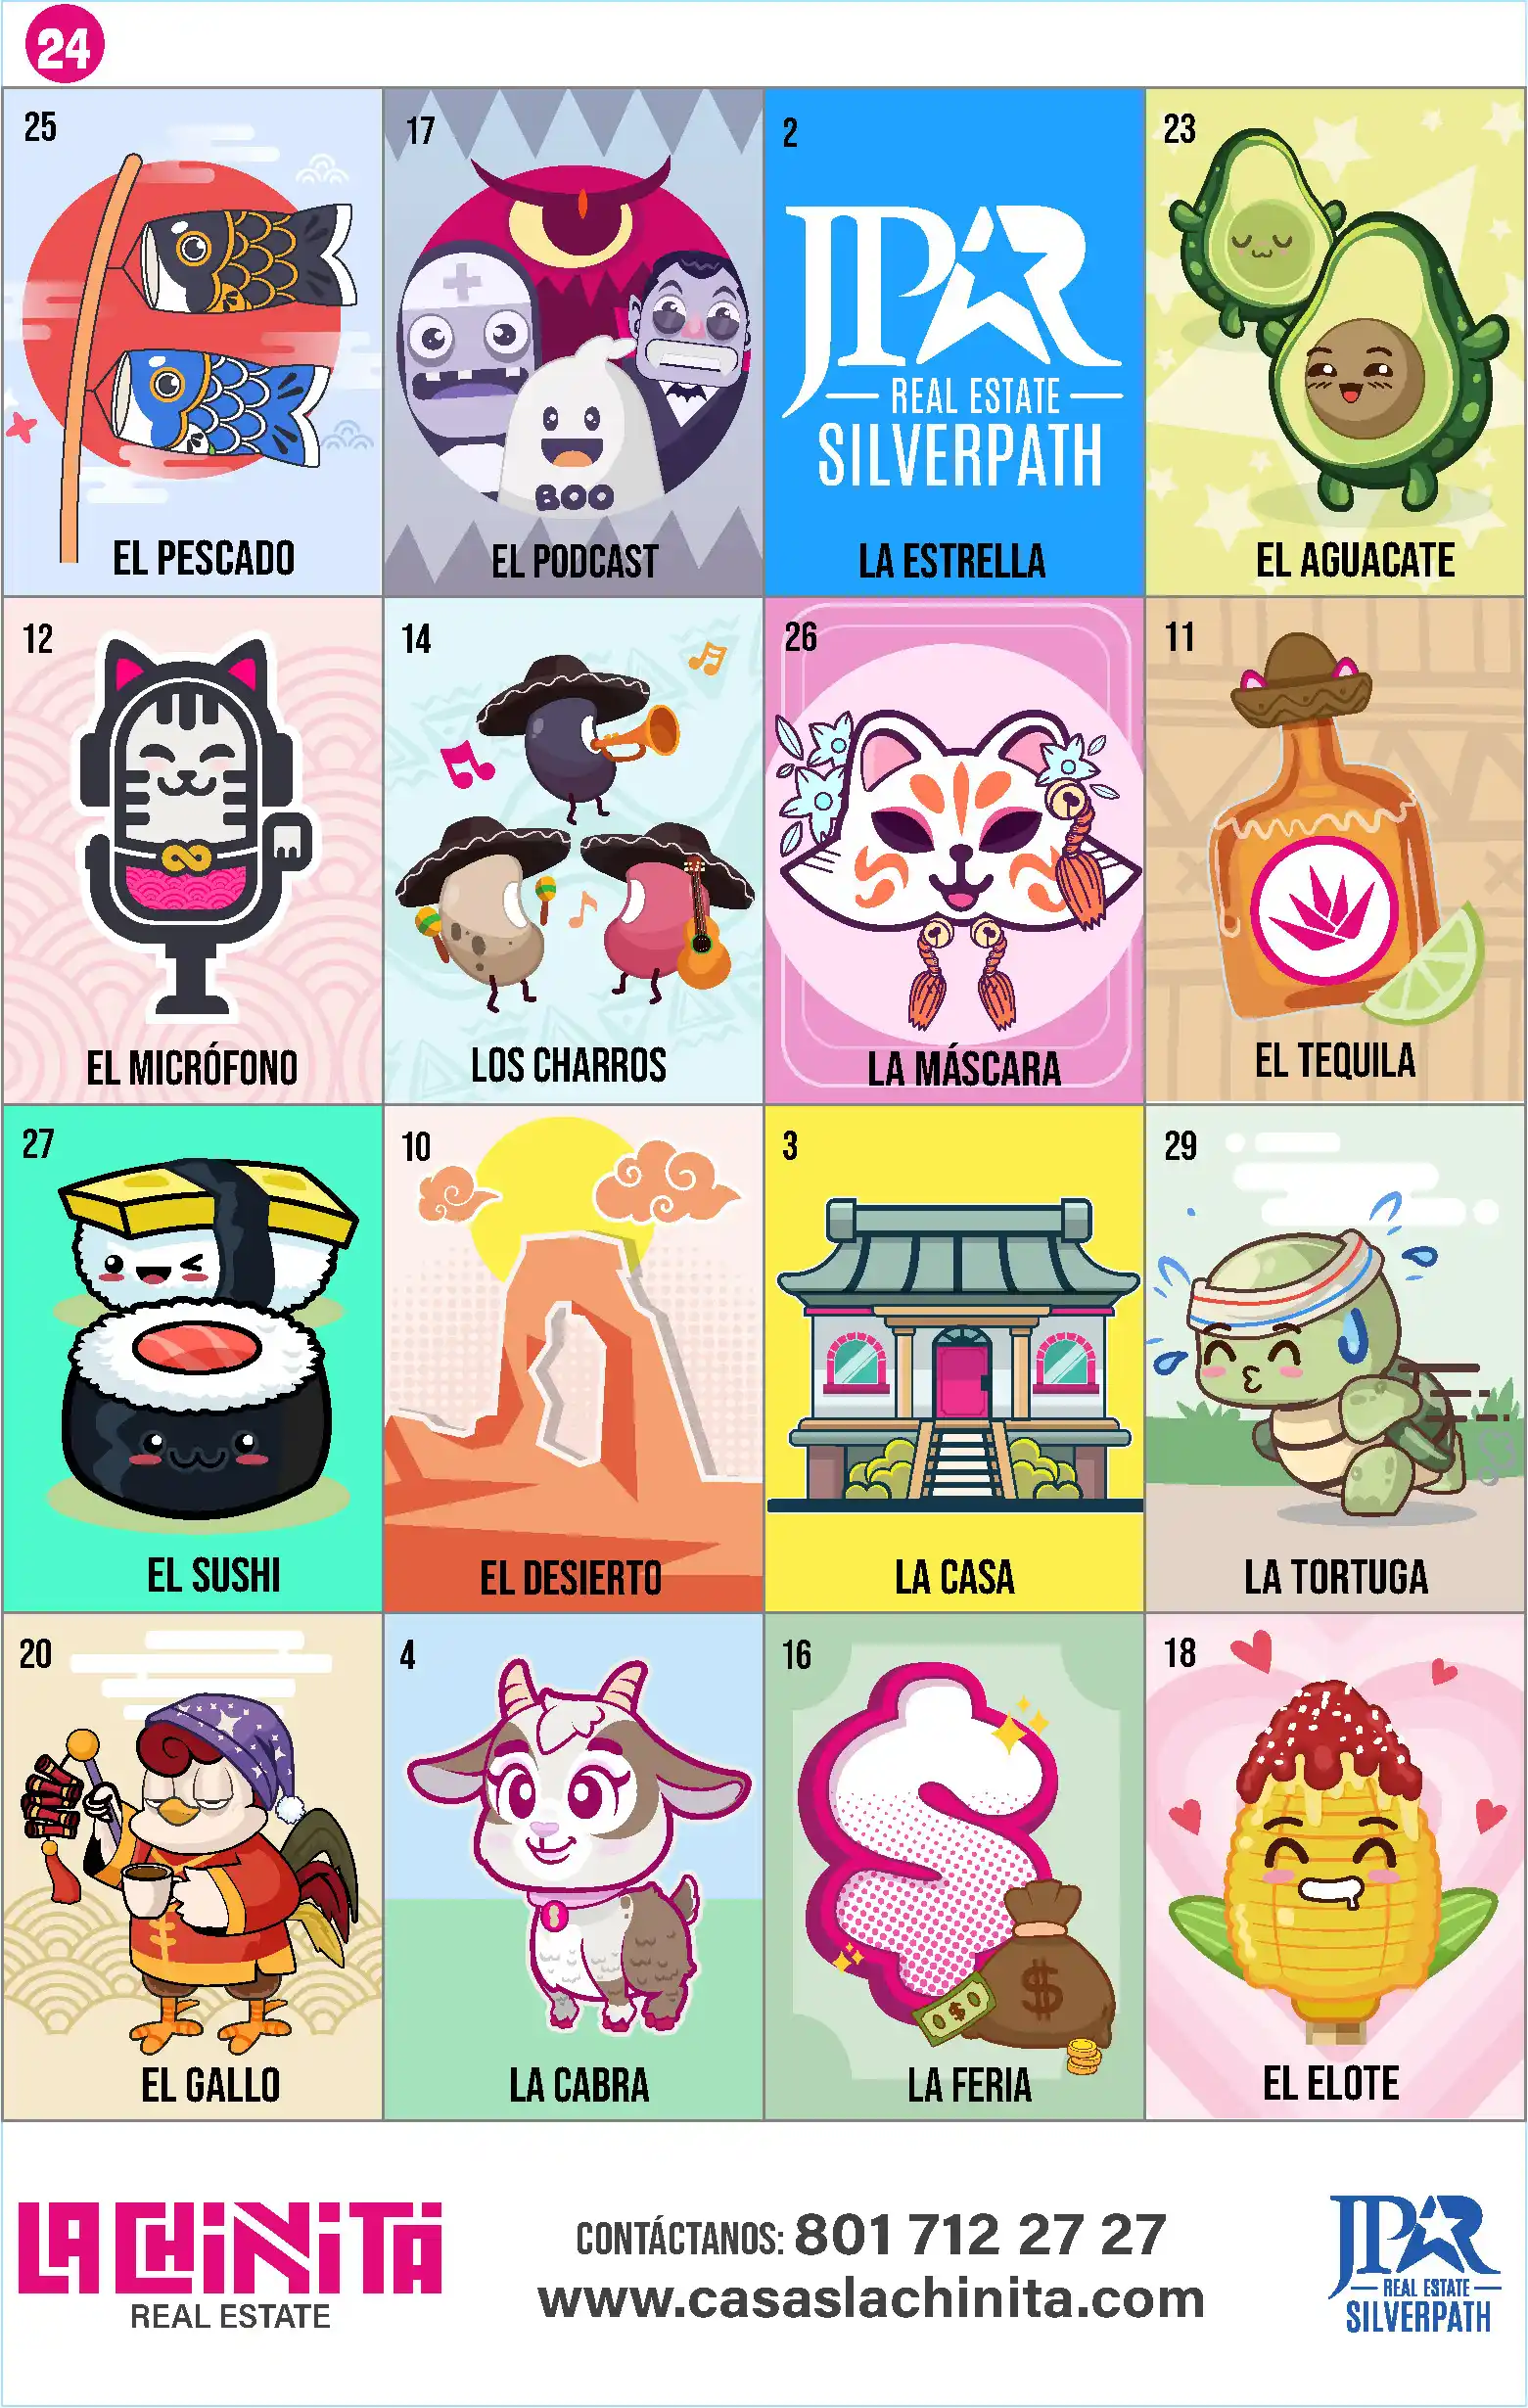 24
25
EL PESCADO
17
BOO
EL PODCAST
2
JPAR
REAL ESTATE
SILVERPATH
LA ESTRELLA
23
EL AGUACATE
12
EL MICRÓFONO
14
LOS CHARROS
26
LA MÁSCARA
11
EL TEQUILA
27
EL SUSHI
10
EL DESIERTO
3
LA CASA
29
LA TORTUGA
20
EL GALLO
4
LA CABRA
16
$
$
LA FERIA
18
EL ELOTE
LA CHiNiTA
REAL ESTATE
CONTÁCTANOS: 801 712 27 27
www.casaslachinita.com
JPAR
REAL ESTATE
SILVERPATH